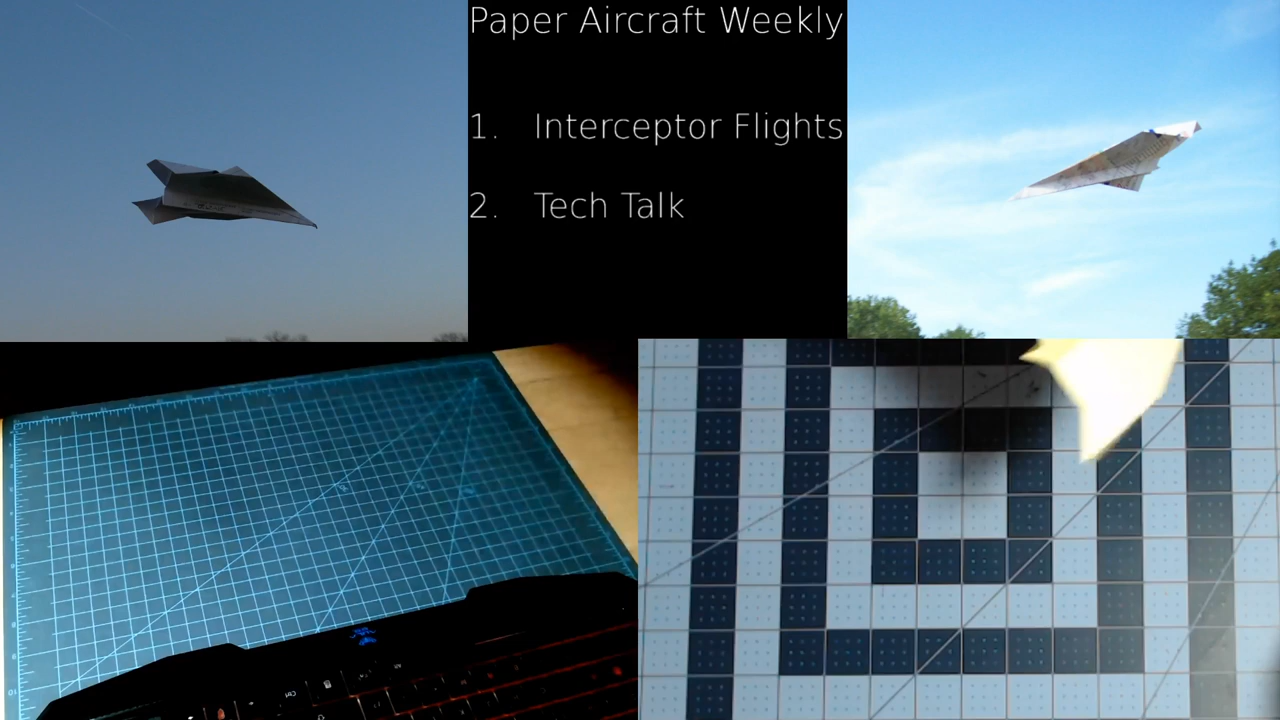 Paper Aircraft Weekly
1. Interceptor Flights
2. Tech Talk